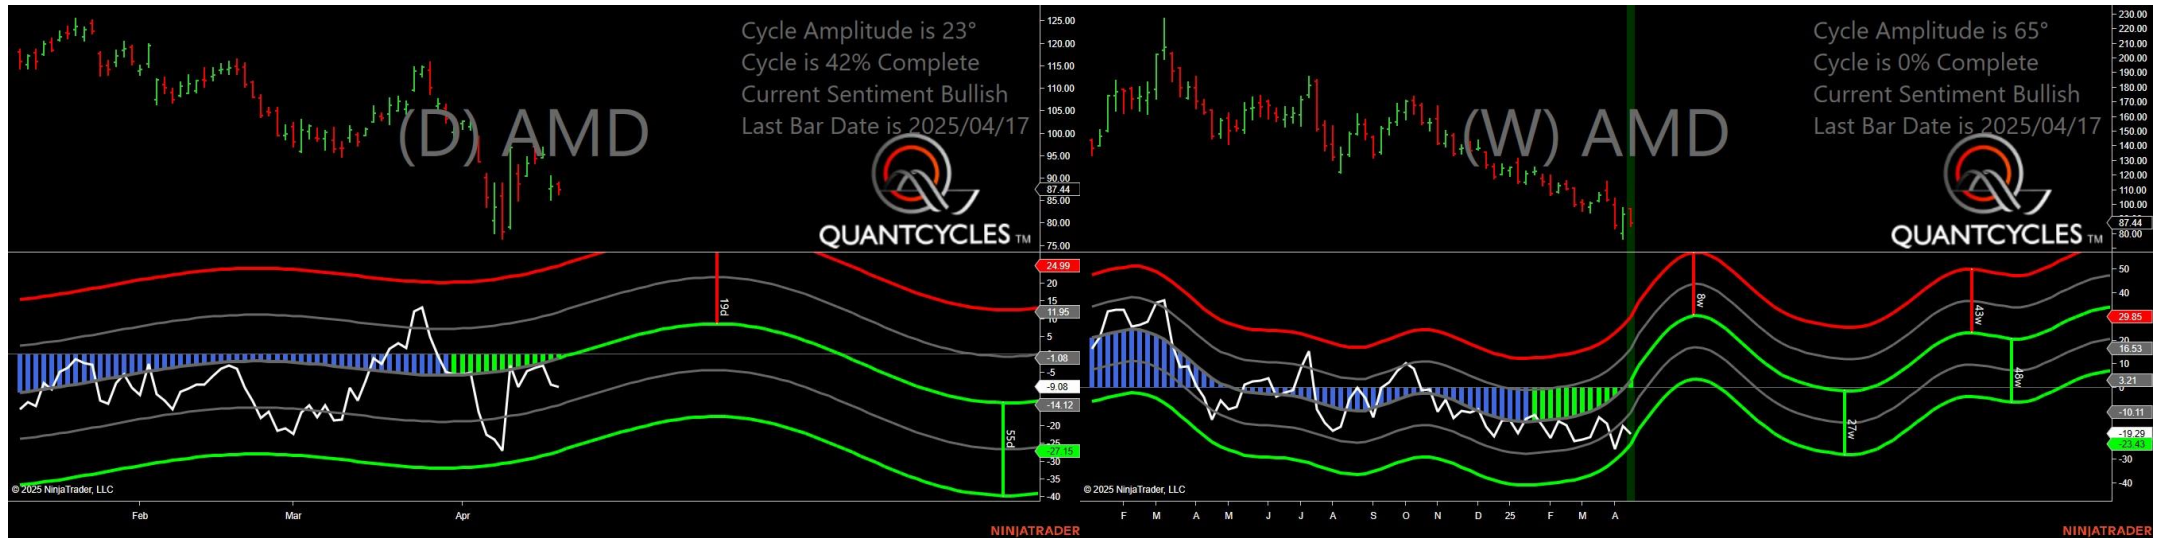 Cycle Amplitude is 23°
Cycle is 42% Complete
Current Sentiment Bullish
Last Bar Date is 2025/04/17
(D) AMD
QUANTCYCLES TM
125.00
120.00
115.00
110.00
105.00
100.00
95.00
90.00
87.44
85.00
80.00
75.00
24.99
20
15
11.95
10
5
-1.08
-5
-9.08
-14.12
-20
-25
-27.15
-30
-35
-40
19d
55d
© 2025 NinjaTrader, LLC
Feb Mar Apr
NINJATRADER
Cycle Amplitude is 65°
Cycle is 0% Complete
Current Sentiment Bullish
Last Bar Date is 2025/04/17
(W) AMD
QUANTCYCLES TM
230.00
220.00
210.00
200.00
190.00
180.00
170.00
160.00
150.00
140.00
130.00
120.00
110.00
100.00
87.44
80.00
50
40
29.85
20
16.53
10
3.21
-10.11
-19.29
-23.43
-30
-40
8w
27w
43w
48w
© 2025 NinjaTrader, LLC
F M A M J J A S O N D 25 F M A
NINJATRADER